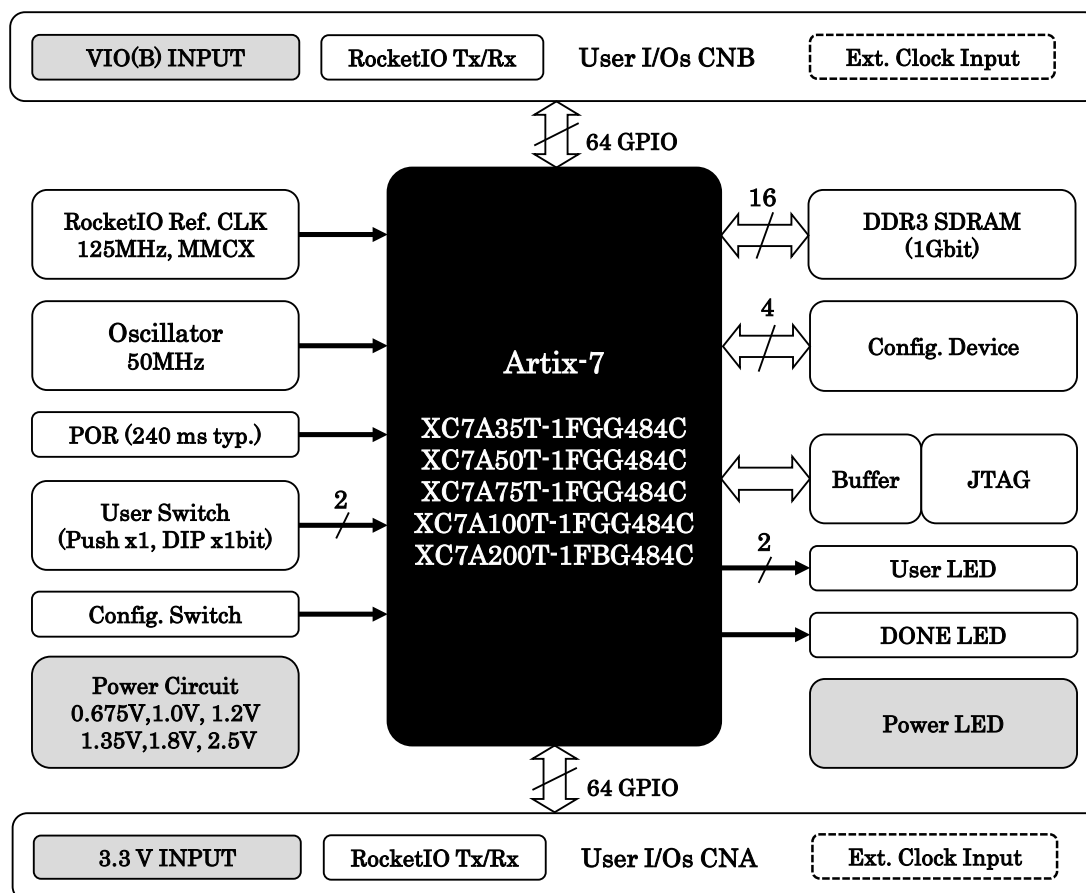 VIO(B) INPUT
RocketIO Tx/Rx
User I/Os CNB
Ext. Clock Input
64 GPIO
RocketIO Ref. CLK
125MHz, MMCX
16
DDR3 SDRAM
(1Gbit)
Oscillator
50MHz
4
Config. Device
Artix-7
XC7A35T-1FGG484C
XC7A50T-1FGG484C
XC7A75T-1FGG484C
XC7A100T-1FGG484C
XC7A200T-1FBG484C
POR (240 ms typ.)
Buffer
JTAG
User Switch
(Push x1, DIP x1bit)
2
2
User LED
Config. Switch
DONE LED
Power Circuit
0.675V,1.0V, 1.2V
1.35V,1.8V, 2.5V
Power LED
64 GPIO
3.3 V INPUT
RocketIO Tx/Rx
User I/Os CNA
Ext. Clock Input